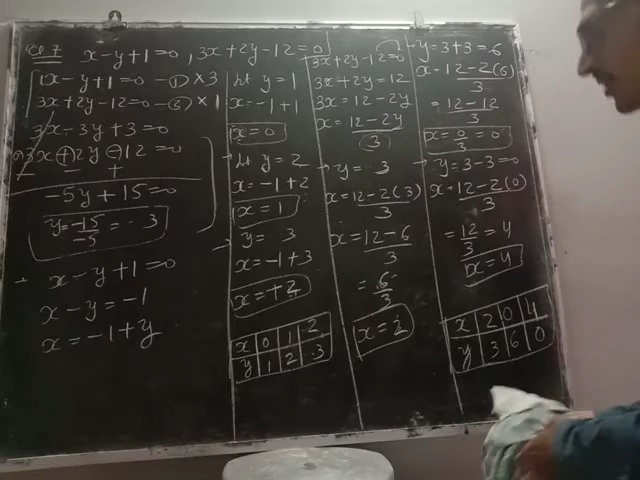 x-y+1=0, 3x+2y-12=0
1x-y+1=0-①×3
3x+2y-12=0-②×1
3x-3y+3=0
3x+2y-12=0
- - +
-5y+15=0
y=-15/-5=3
x-y+1=0
x-y=-1
x=-1+y
let y=1
x=-1+1
x=0
→ let y=2
x=-1+2
x=1
→ y=3
x=-1+3
x=+2
x 0 1 2
y 1 2 3
3x+2y-12=0
3x+2y=12
3x=12-2y
x=12-2y/3
→ y=3
x=12-2(3)/3
x=12-6/3
=6/3
x=2
→ y=3+3=6
x=12-2(6)/3
=12-12/3
x=0/3=0
→ y=3-3=0
x=12-2(0)/3
=12/3=4
x=4
x 2 0 4
y 3 6 0